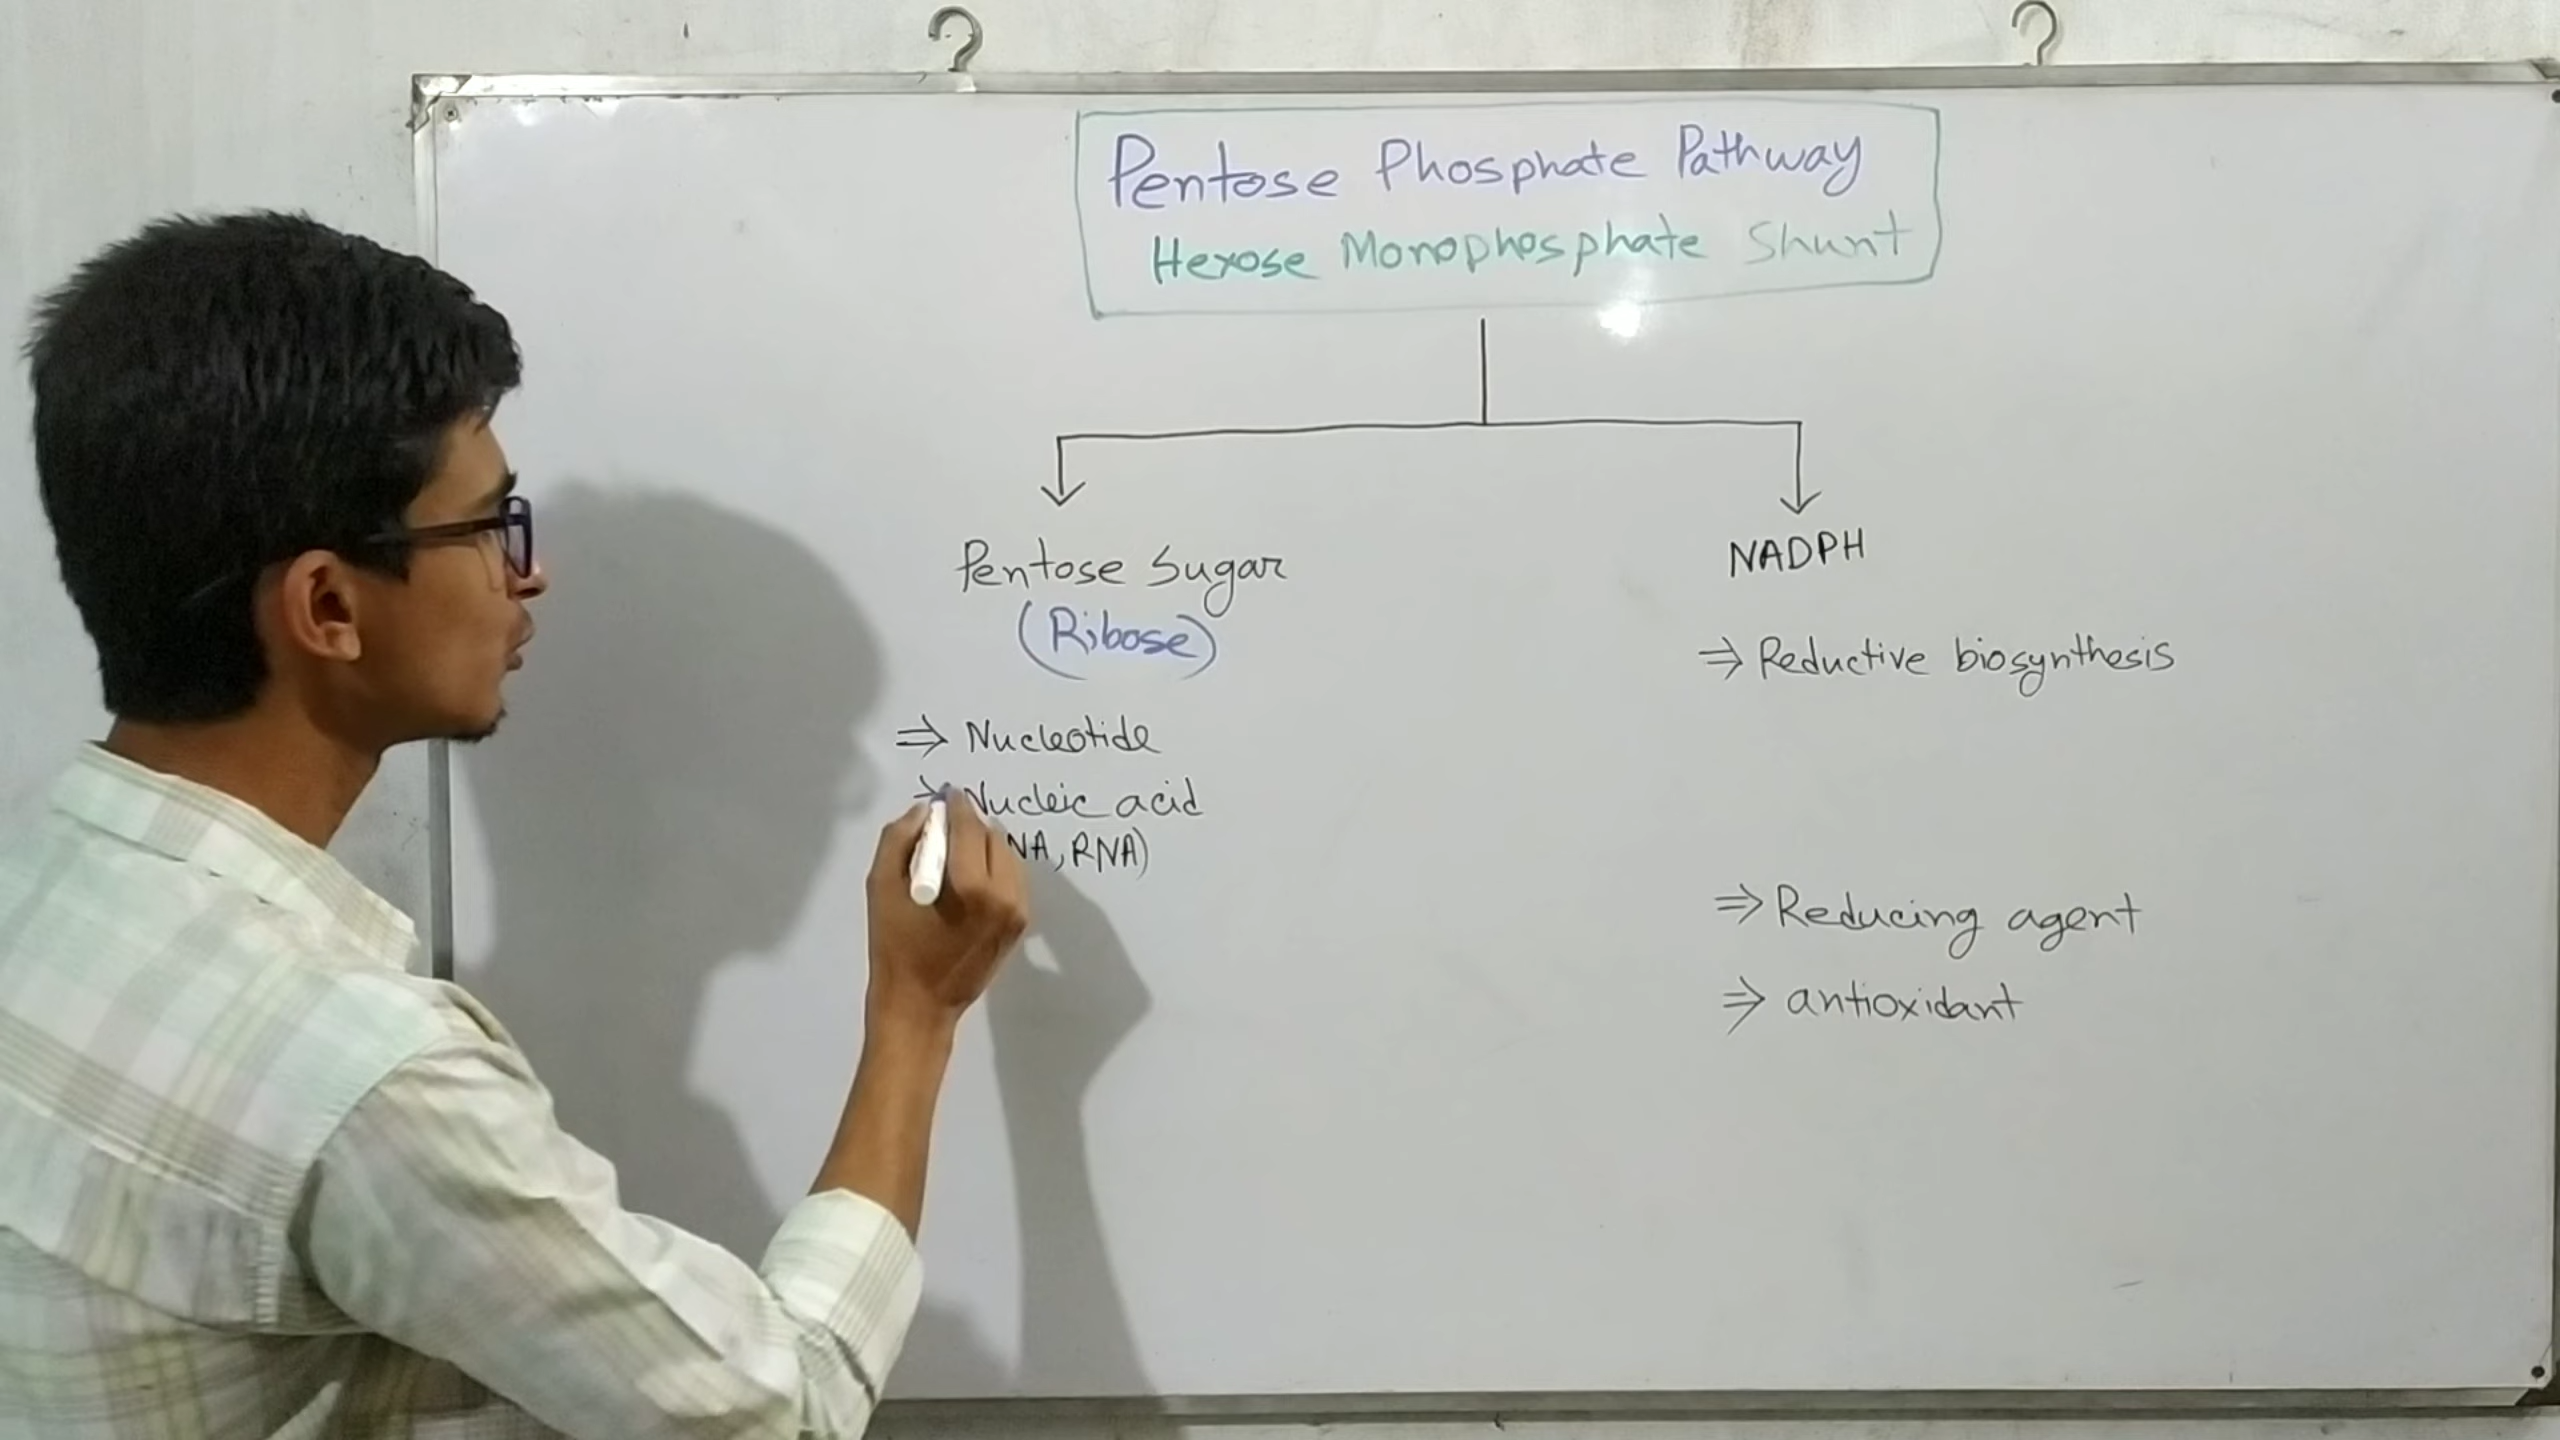 Pentose Phosphate Pathway
Hexose Monophosphate Shunt
Pentose Sugar
(Ribose)
⇒ Nucleotide
Nucleic acid
NA, RNA)
NADPH
⇒ Reductive biosynthesis
⇒ Reducing agent
⇒ antioxidant